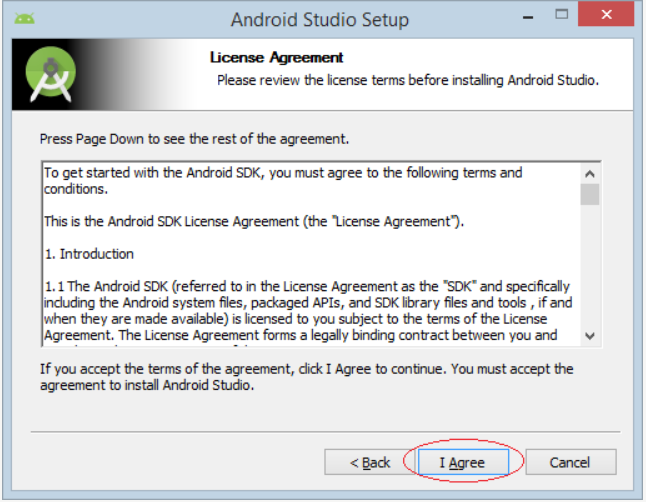 Android Studio Setup
License Agreement
Please review the license terms before installing Android Studio.
Press Page Down to see the rest of the agreement.
To get started with the Android SDK, you must agree to the following terms and
conditions.
This is the Android SDK License Agreement (the "License Agreement").
1. Introduction
1.1 The Android SDK (referred to in the License Agreement as the "SDK" and specifically
including the Android system files, packaged APIs, and SDK library files and tools , if and
when they are made available) is licensed to you subject to the terms of the License
Agreement. The License Agreement forms a legally binding contract between you and
If you accept the terms of the agreement, click I Agree to continue. You must accept the
agreement to install Android Studio.
< Back
I Agree
Cancel